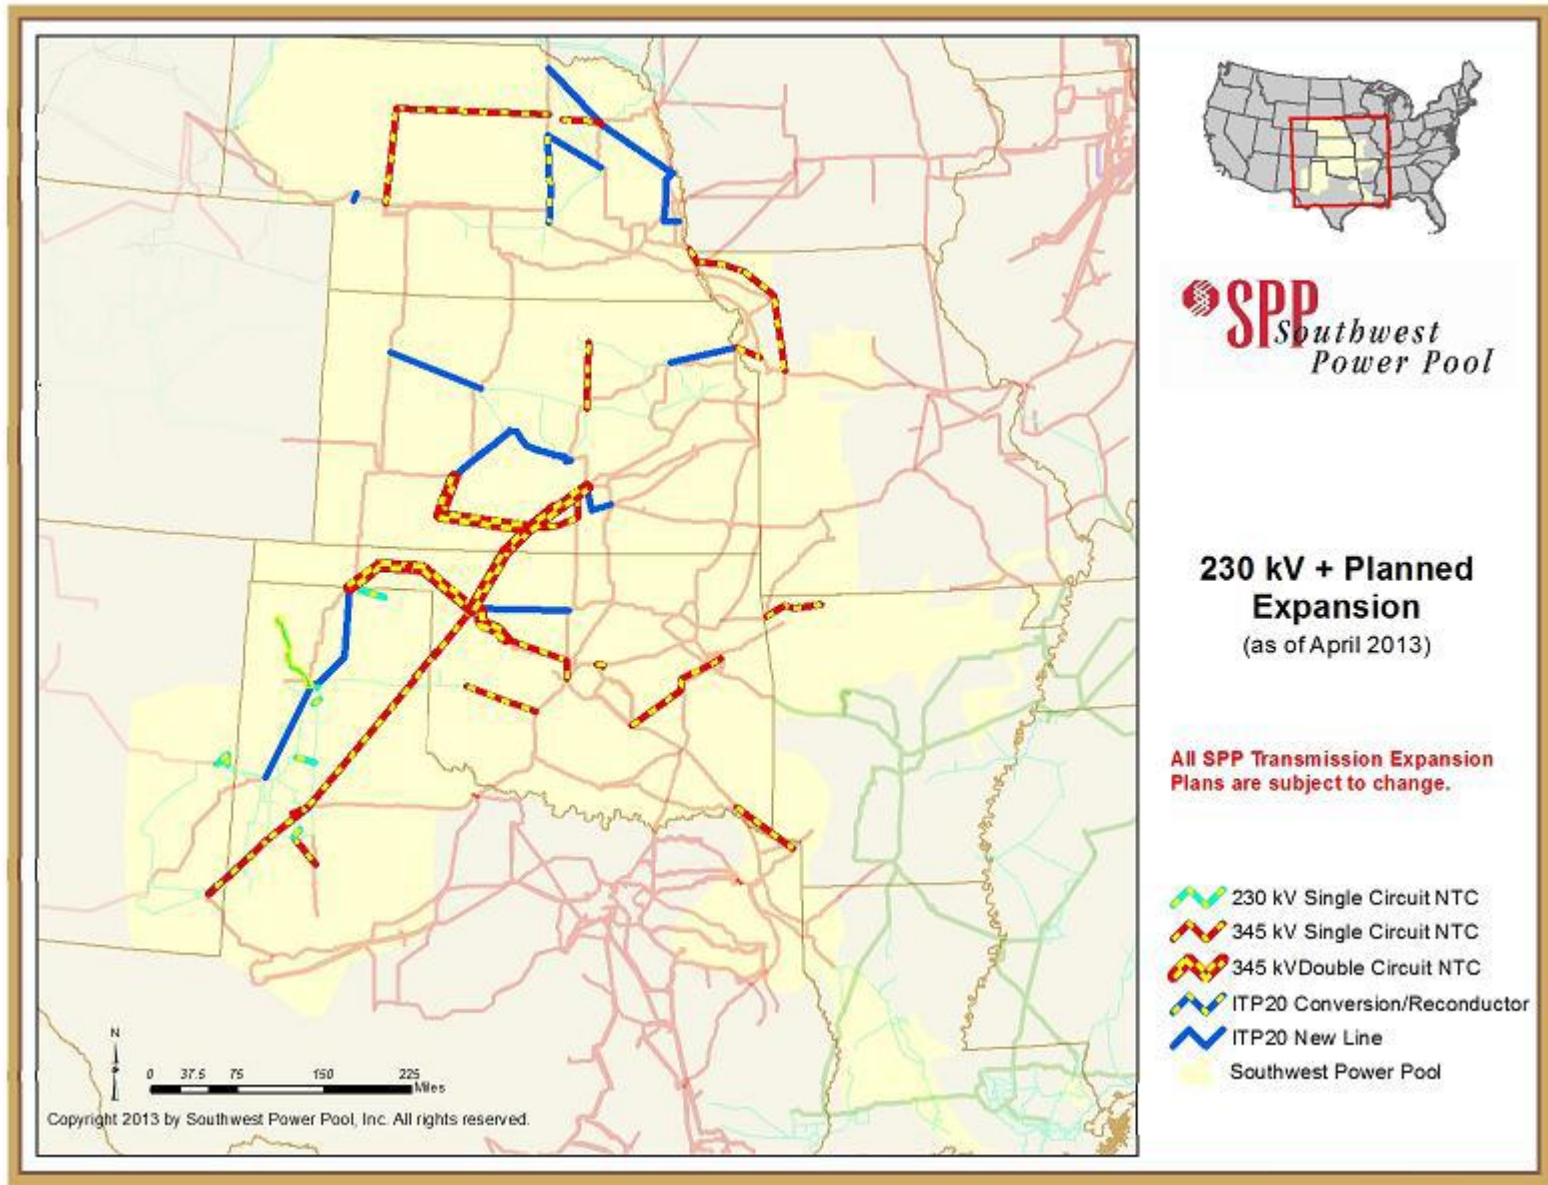 SPP
Southwest
Power Pool
230 kV + Planned
Expansion
(as of April 2013)
All SPP Transmission Expansion
Plans are subject to change.
230 kV Single Circuit NTC
345 kV Single Circuit NTC
345 kVDouble Circuit NTC
ITP20 Conversion/Reconductor
ITP20 New Line
Southwest Power Pool
N
0 37.5 75 150 225
Miles
Copyright 2013 by Southwest Power Pool, Inc. All rights reserved.